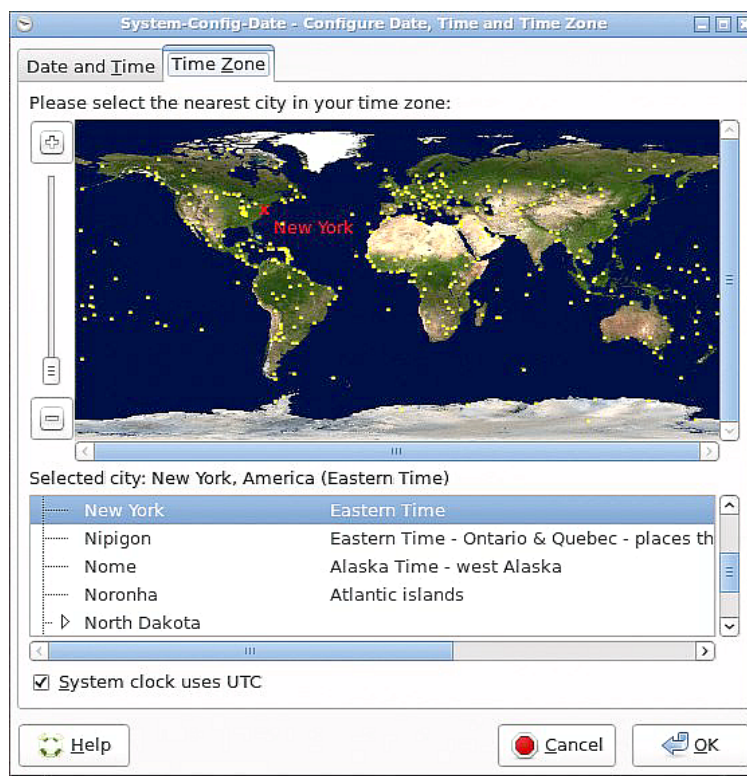 System-Config-Date - Configure Date, Time and Time Zone
Date and Time
Time Zone
Please select the nearest city in your time zone:
New York
Selected city: New York, America (Eastern Time)
New York Eastern Time
Nipigon Eastern Time - Ontario & Quebec - places th
Nome Alaska Time - west Alaska
Noronha Atlantic islands
North Dakota
System clock uses UTC
Help
Cancel
OK